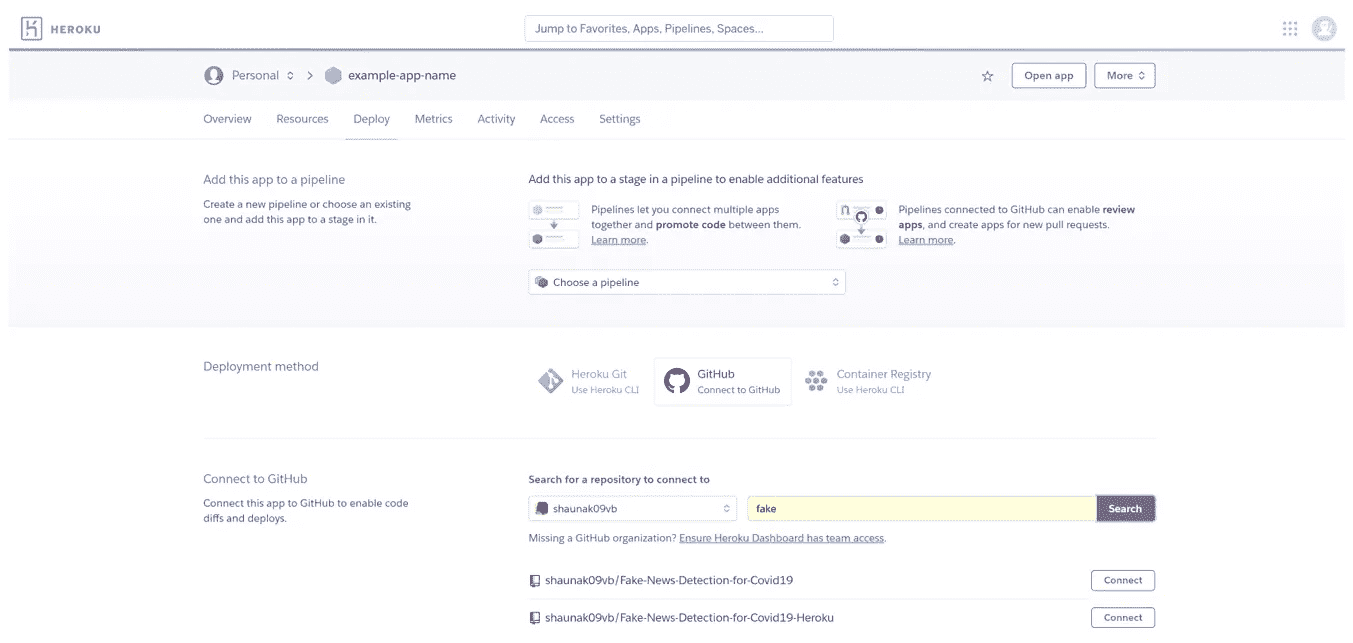 HEROKU
Jump to Favorites, Apps, Pipelines, Spaces...
Personal
example-app-name
Open app
More
Overview
Resources
Deploy
Metrics
Activity
Access
Settings
Add this app to a pipeline
Create a new pipeline or choose an existing
one and add this app to a stage in it.
Add this app to a stage in a pipeline to enable additional features
Pipelines let you connect multiple apps
together and promote code between them.
Learn more.
Pipelines connected to GitHub can enable review
apps, and create apps for new pull requests.
Learn more.
Choose a pipeline
Deployment method
Heroku Git
Use Heroku CLI
GitHub
Connect to GitHub
Container Registry
Use Heroku CLI
Connect to GitHub
Connect this app to GitHub to enable code
diffs and deploys.
Search for a repository to connect to
shaunak09vb
fake
Search
Missing a GitHub organization? Ensure Heroku Dashboard has team access.
shaunak09vb/Fake-News-Detection-for-Covid19
Connect
shaunak09vb/Fake-News-Detection-for-Covid19-Heroku
Connect